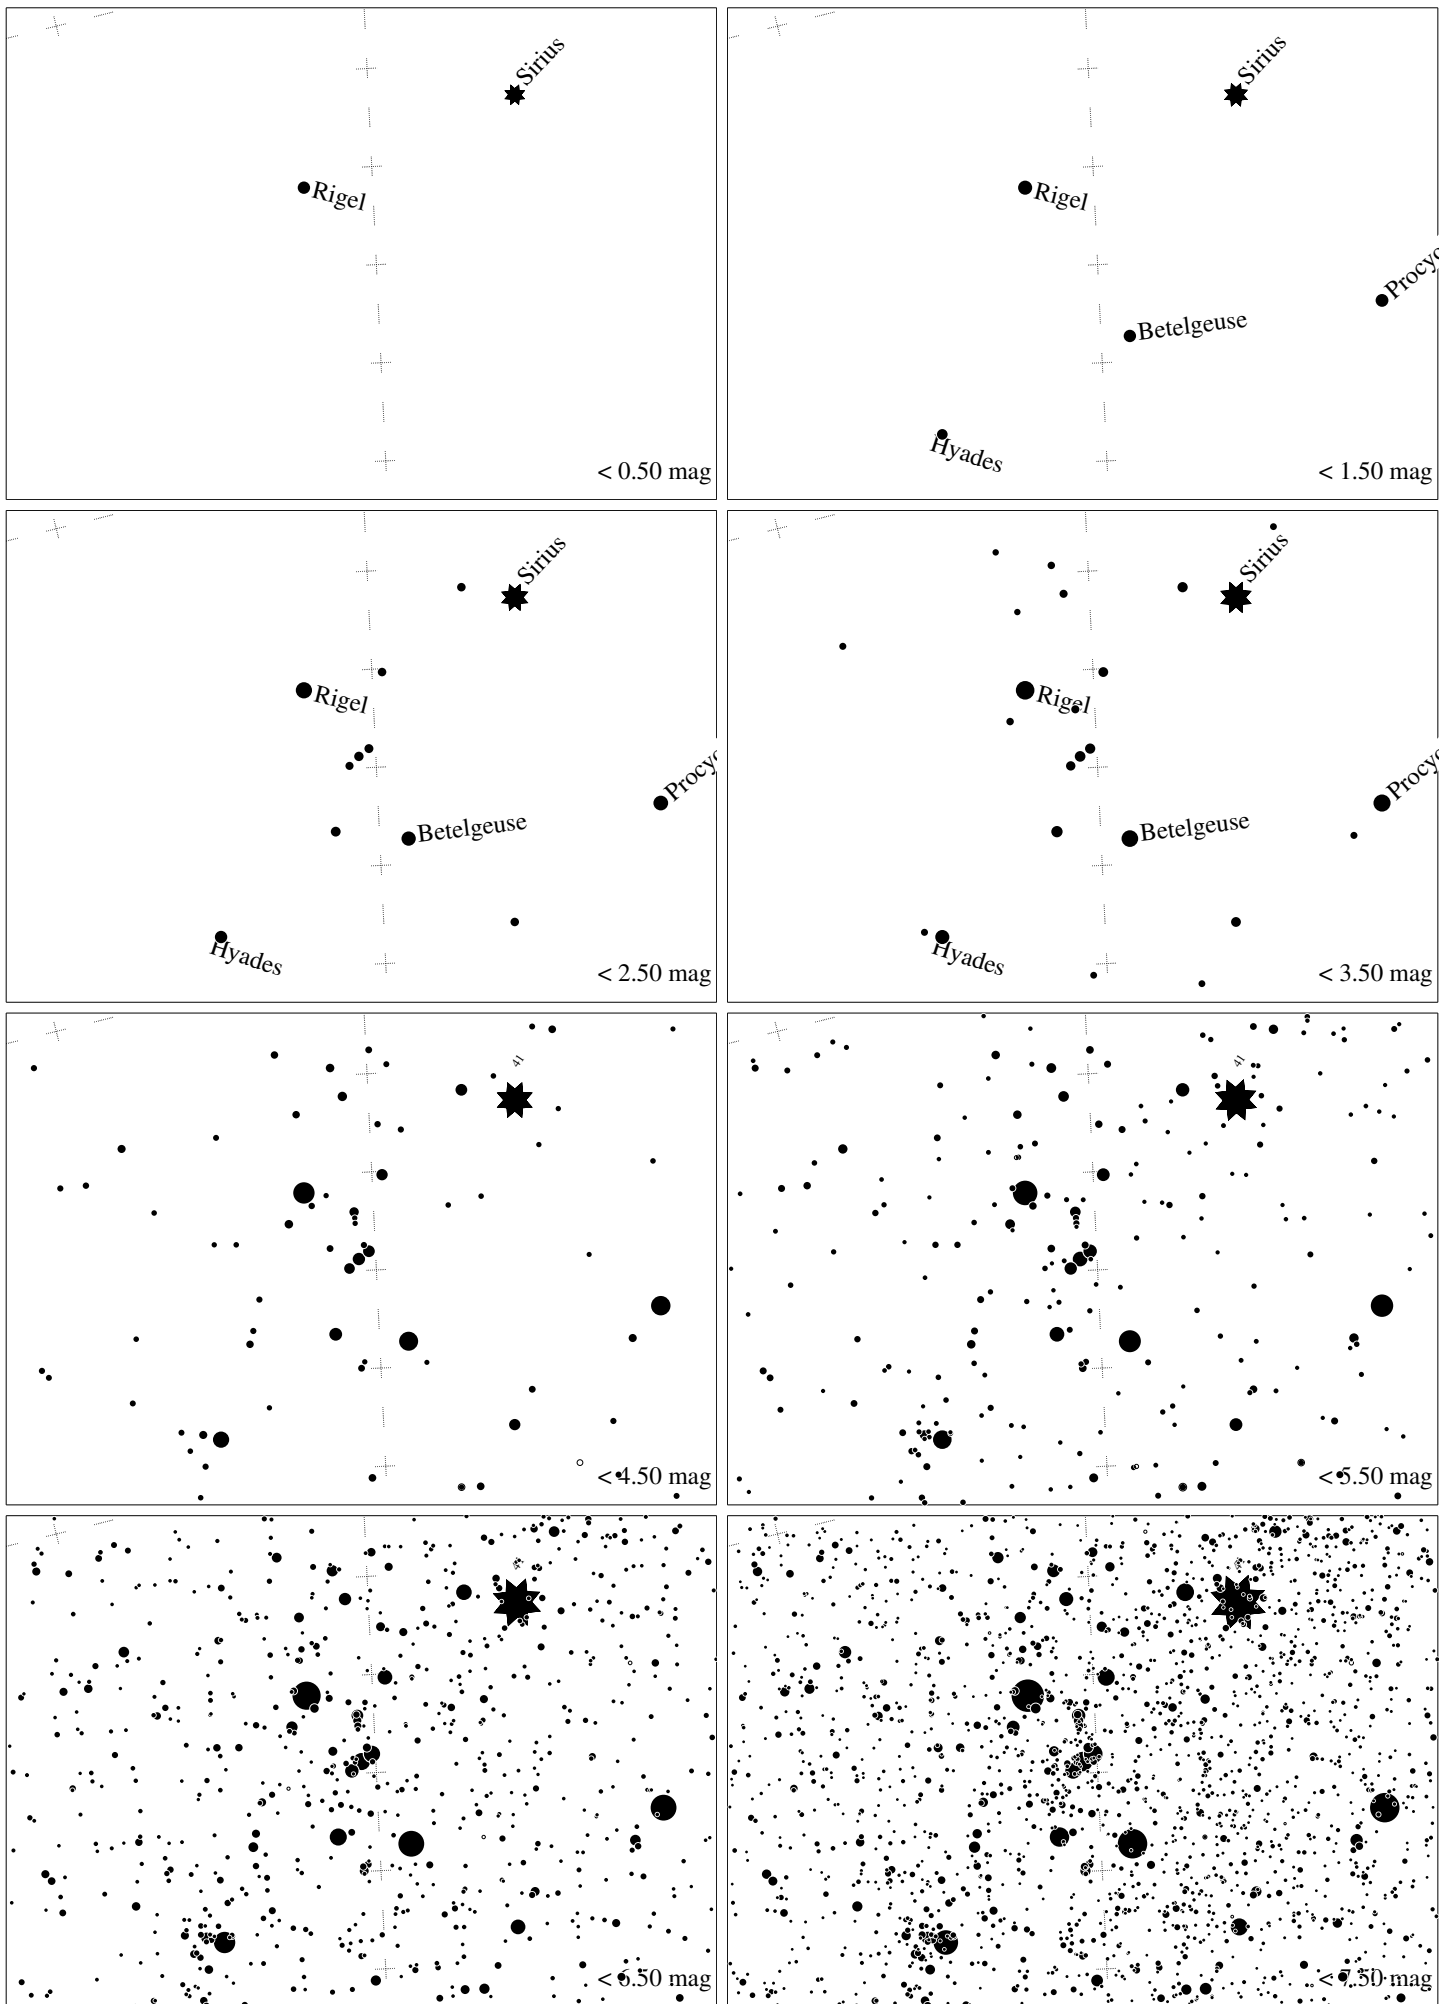 Sirius
Rigel
< 0.50 mag
Sirius
Rigel
Procyo
Betelgeuse
Hyades
< 1.50 mag
Sirius
Rigel
Procyo
Betelgeuse
Hyades
< 2.50 mag
Sirius
Rigel
Procyo
Betelgeuse
Hyades
< 3.50 mag
41
< 4.50 mag
41
< 5.50 mag
< 6.50 mag
< 7.50 mag